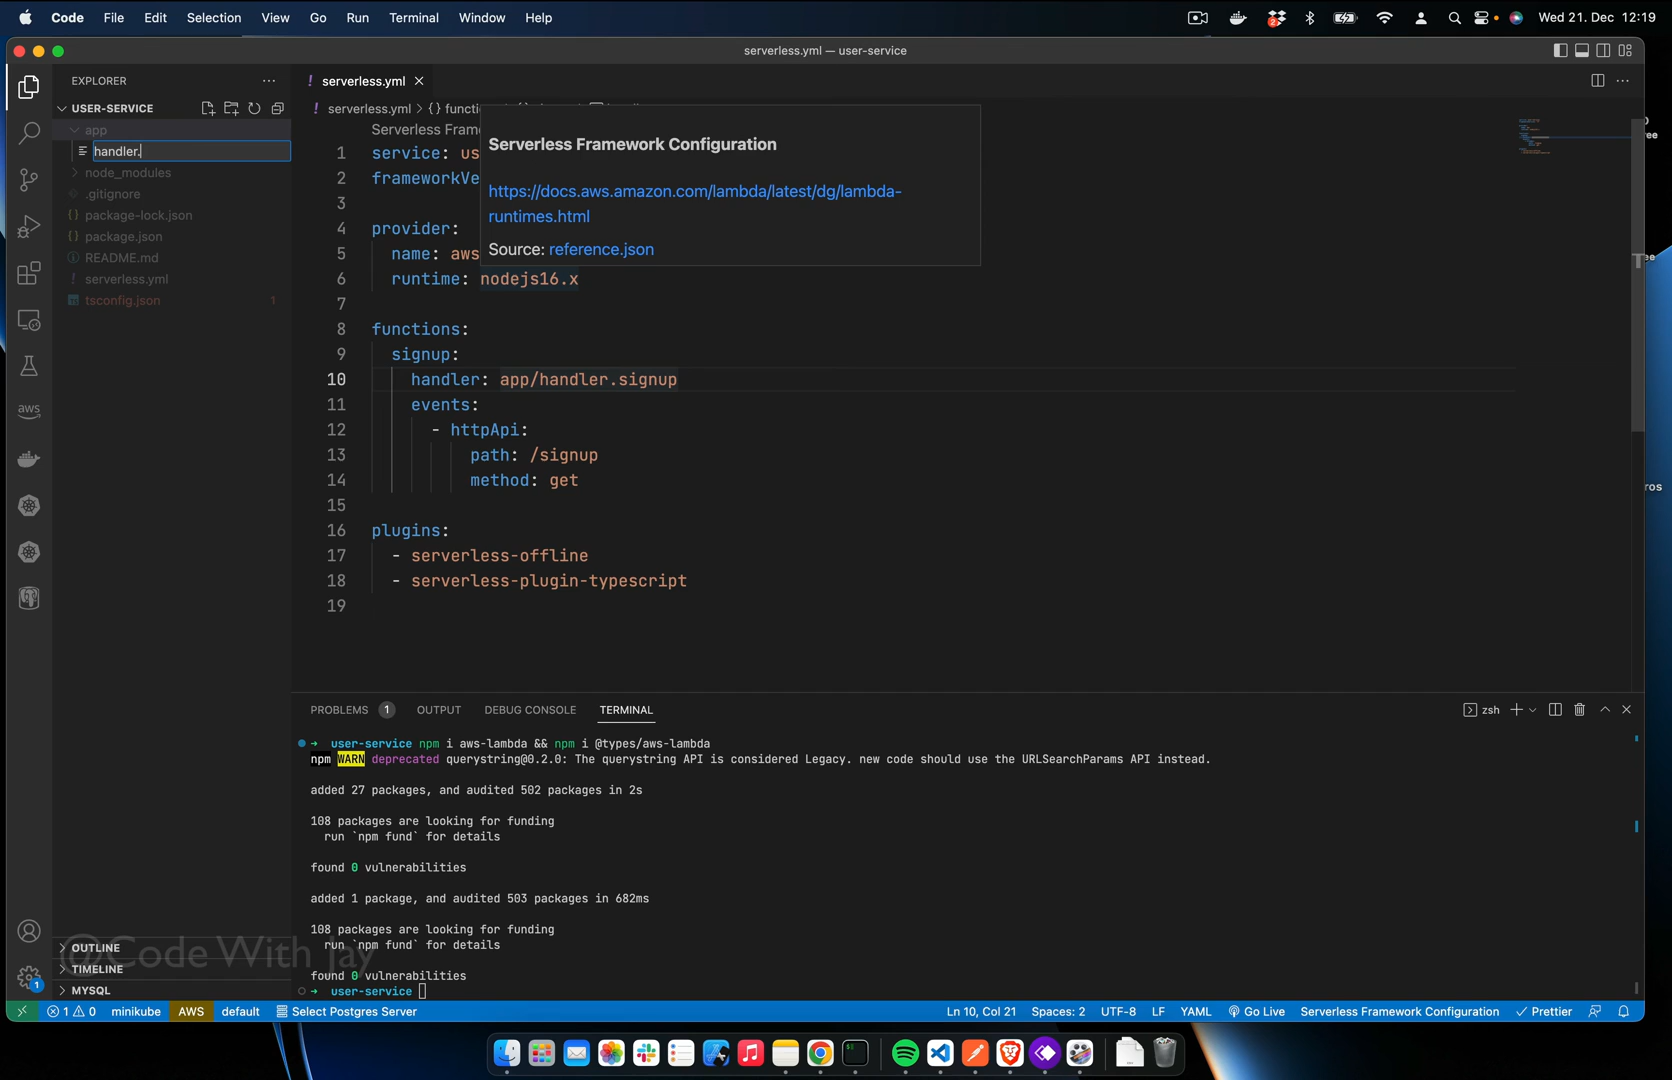 Code File Edit Selection View Go Run Terminal Window Help
2
Wed 21. Dec 12:19
serverless.yml — user-service
EXPLORER
USER-SERVICE
app
handler.
node_modules
.gitignore
package-lock.json
package.json
README.md
serverless.yml
tsconfig.json 1
OUTLINE
TIMELINE
MYSQL
@Code With Jay
aws
1
! serverless.yml
! serverless.yml > {} functi
Serverless Fram
Serverless Framework Configuration
https://docs.aws.amazon.com/lambda/latest/dg/lambda-
runtimes.html
Source: reference.json
1 service: us
2 frameworkVe
3
4 provider:
5 name: aws
6 runtime: nodejs16.x
7
8 functions:
9 signup:
10 handler: app/handler.signup
11 events:
12 - httpApi:
13 path: /signup
14 method: get
15
16 plugins:
17 - serverless-offline
18 - serverless-plugin-typescript
19
PROBLEMS 1 OUTPUT DEBUG CONSOLE TERMINAL
zsh
→ user-service npm i aws-lambda && npm i @types/aws-lambda
npm WARN deprecated querystring@0.2.0: The querystring API is considered Legacy. new code should use the URLSearchParams API instead.
added 27 packages, and audited 502 packages in 2s
108 packages are looking for funding
run `npm fund` for details
found 0 vulnerabilities
added 1 package, and audited 503 packages in 682ms
108 packages are looking for funding
run `npm fund` for details
found 0 vulnerabilities
→ user-service
1 0 minikube AWS default Select Postgres Server
Ln 10, Col 21 Spaces: 2 UTF-8 LF YAML Go Live Serverless Framework Configuration Prettier